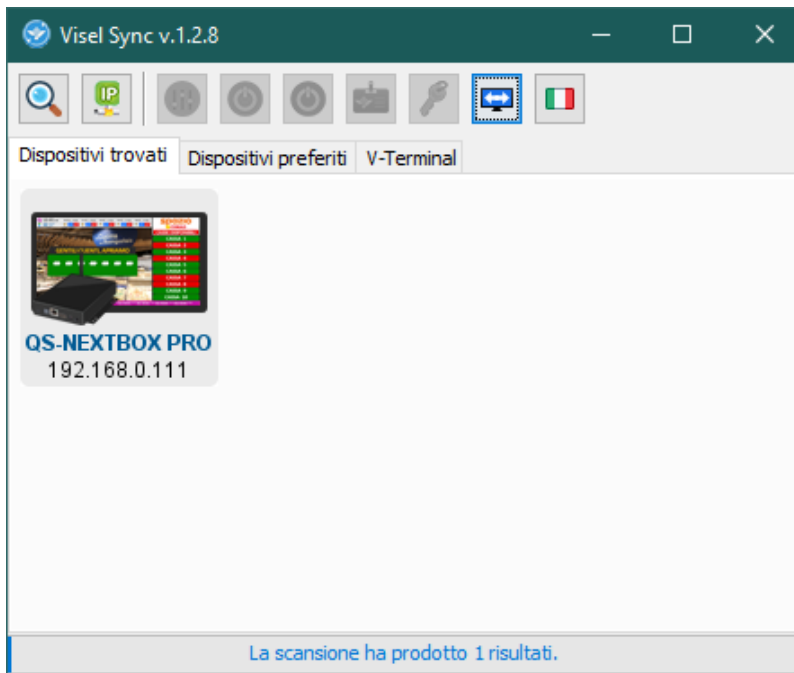 Visel Sync v.1.2.8
IP
Dispositivi trovati
Dispositivi preferiti
V-Terminal
QS-NEXTBOX PRO
192.168.0.111
La scansione ha prodotto 1 risultati.